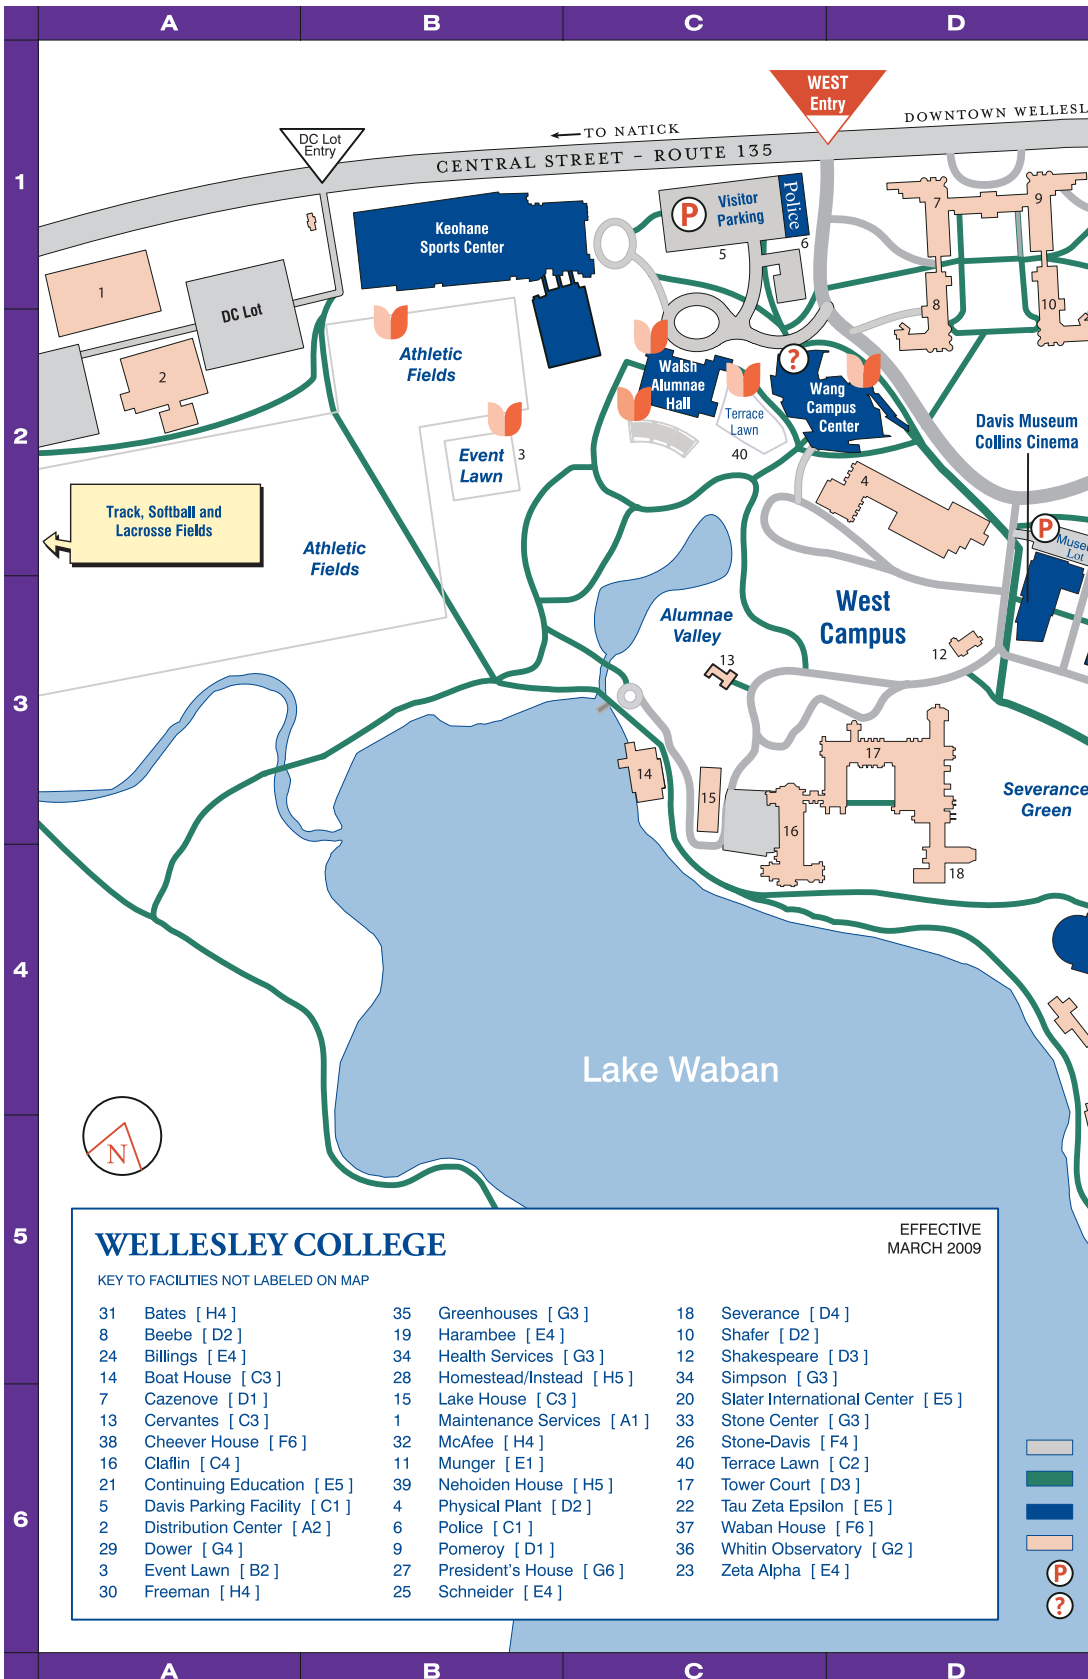 A B C D
1
2
3
4
5
6
WEST
Entry
DOWNTOWN WELLESL
TO NATICK
DC Lot
Entry
CENTRAL STREET – ROUTE 135
Visitor
Parking
P
Police
5
6
7
9
8
10
2
Keohane
Sports Center
1
DC Lot
2
Athletic
Fields
Walsh
Alumnae
Hall
Terrace
Lawn
40
?
Wang
Campus
Center
Davis Museum
Collins Cinema
Event
Lawn
3
4
Track, Softball and
Lacrosse Fields
Athletic
Fields
P
Museu
Lot
Alumnae
Valley
West
Campus
12
13
14
15
16
17
18
Severance
Green
Lake Waban
N
WELLESLEY COLLEGE
EFFECTIVE
MARCH 2009
KEY TO FACILITIES NOT LABELED ON MAP
31 Bates [ H4 ]
8 Beebe [ D2 ]
24 Billings [ E4 ]
14 Boat House [ C3 ]
7 Cazenove [ D1 ]
13 Cervantes [ C3 ]
38 Cheever House [ F6 ]
16 Claflin [ C4 ]
21 Continuing Education [ E5 ]
5 Davis Parking Facility [ C1 ]
2 Distribution Center [ A2 ]
29 Dower [ G4 ]
3 Event Lawn [ B2 ]
30 Freeman [ H4 ]
35 Greenhouses [ G3 ]
19 Harambee [ E4 ]
34 Health Services [ G3 ]
28 Homestead/Instead [ H5 ]
15 Lake House [ C3 ]
1 Maintenance Services [ A1 ]
32 McAfee [ H4 ]
11 Munger [ E1 ]
39 Nehoiden House [ H5 ]
4 Physical Plant [ D2 ]
6 Police [ C1 ]
9 Pomeroy [ D1 ]
27 President's House [ G6 ]
25 Schneider [ E4 ]
18 Severance [ D4 ]
10 Shafer [ D2 ]
12 Shakespeare [ D3 ]
34 Simpson [ G3 ]
20 Slater International Center [ E5 ]
33 Stone Center [ G3 ]
26 Stone-Davis [ F4 ]
40 Terrace Lawn [ C2 ]
17 Tower Court [ D3 ]
22 Tau Zeta Epsilon [ E5 ]
37 Waban House [ F6 ]
36 Whitin Observatory [ G2 ]
23 Zeta Alpha [ E4 ]
P
?
A B C D